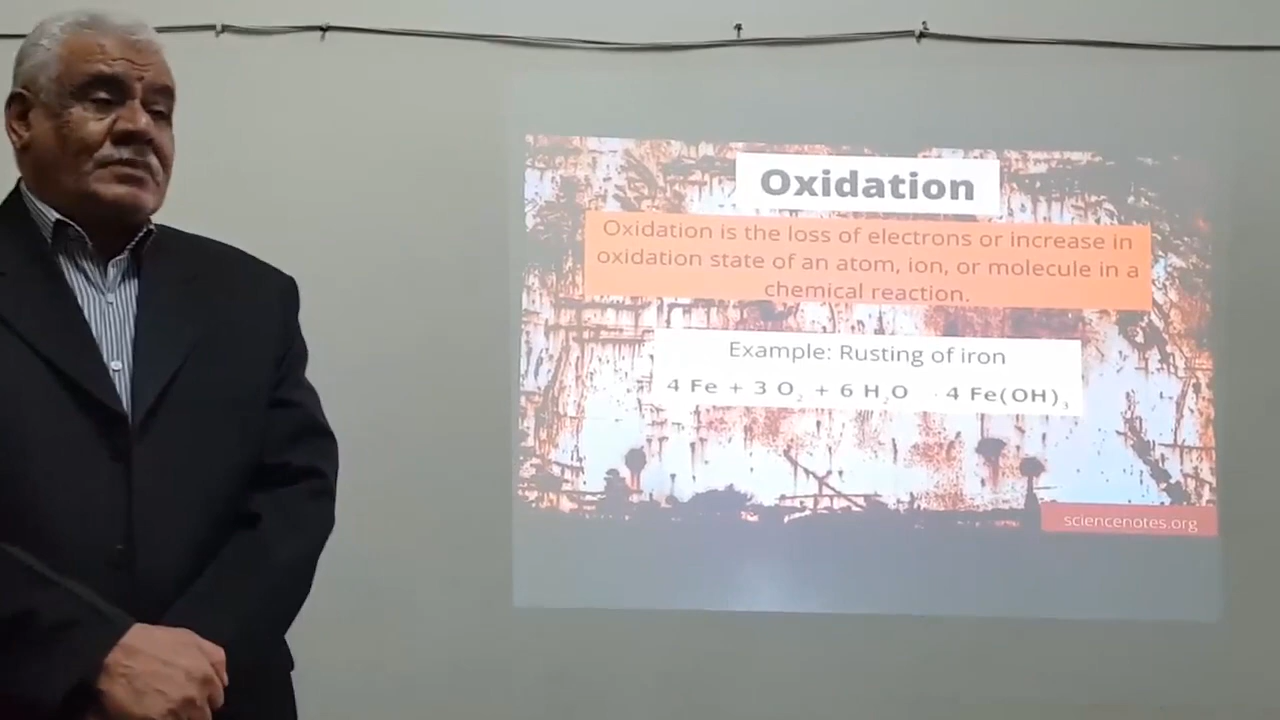 Oxidation
Oxidation is the loss of electrons or increase in
oxidation state of an atom, ion, or molecule in a
chemical reaction.
Example: Rusting of iron
4 Fe + 3 O₂ + 6 H₂O · 4 Fe(OH)₃
sciencenotes.org